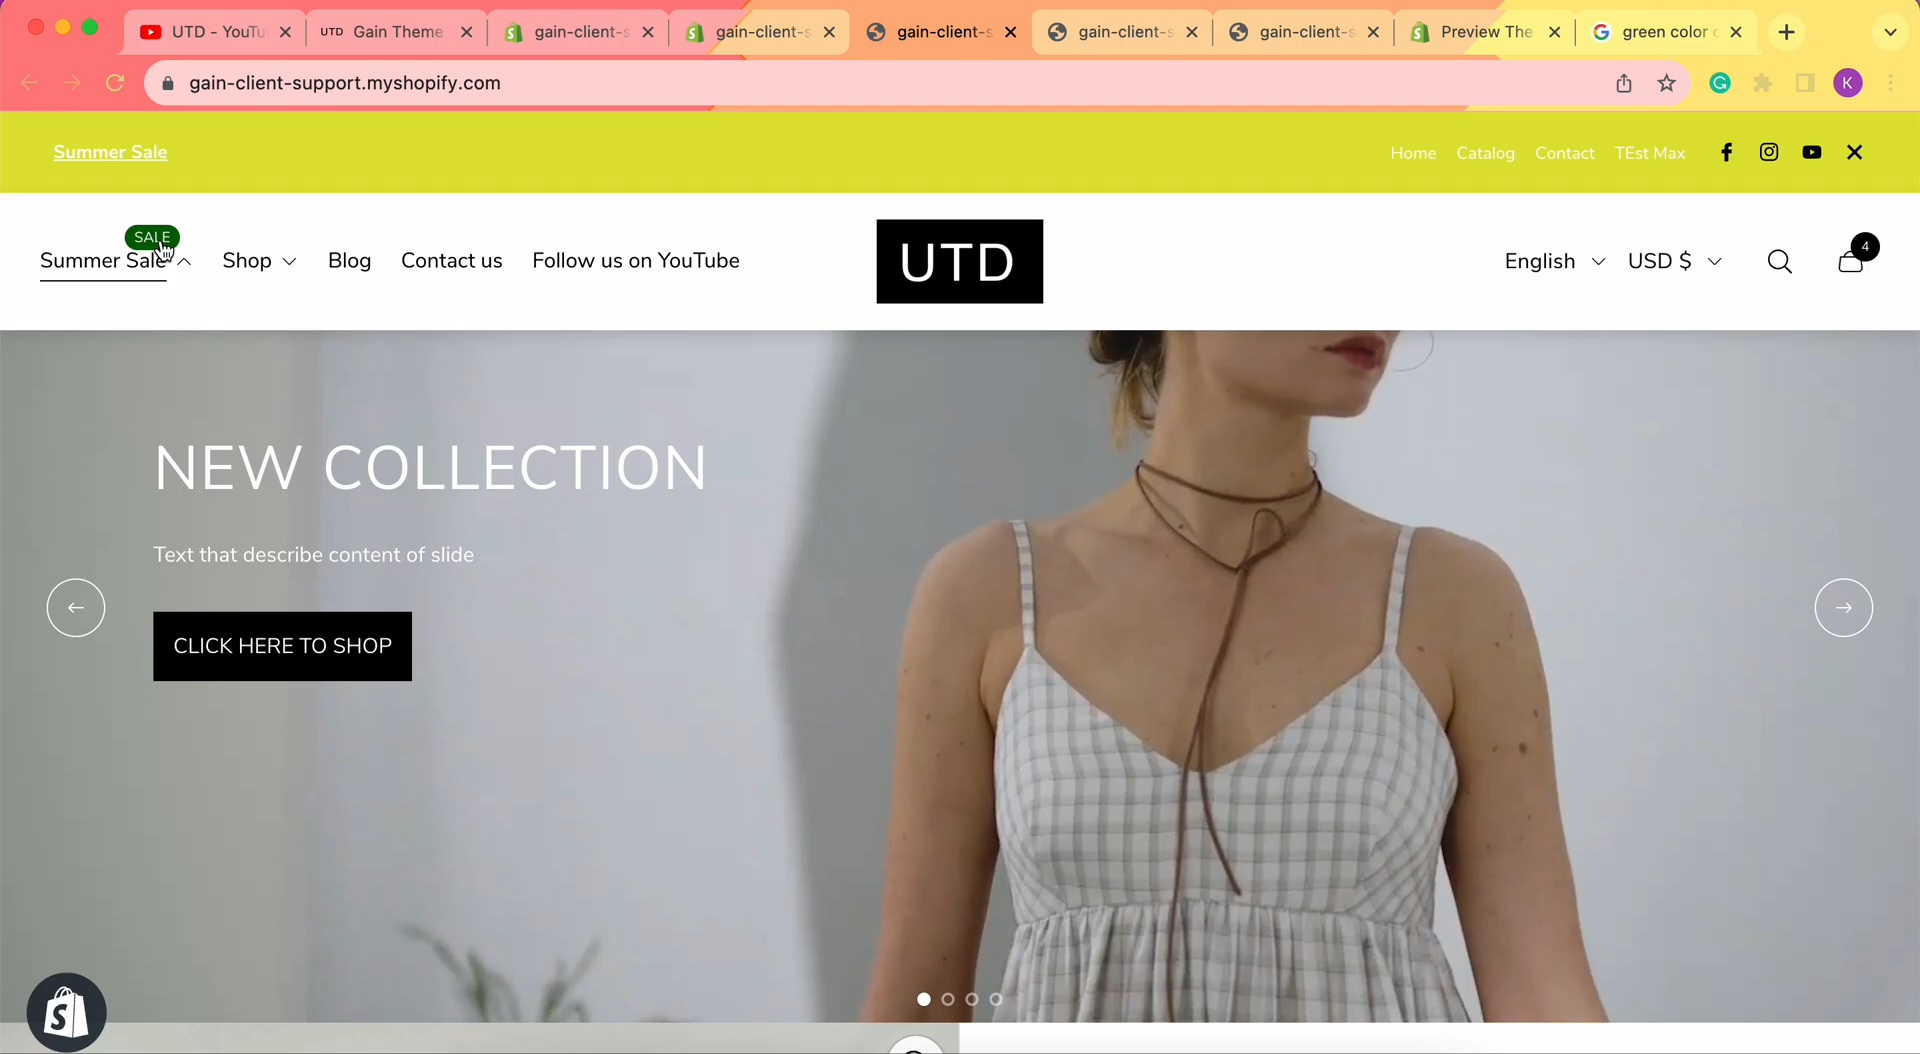 UTD - YouTu
UTD Gain Theme
gain-client-s
gain-client-s
gain-client-s
gain-client-s
gain-client-s
Preview The
green color c
gain-client-support.myshopify.com
K
Summer Sale
Home Catalog Contact TEst Max
SALE
Summer Sale Shop Blog Contact us Follow us on YouTube
UTD
English USD $
4
NEW COLLECTION
Text that describe content of slide
CLICK HERE TO SHOP